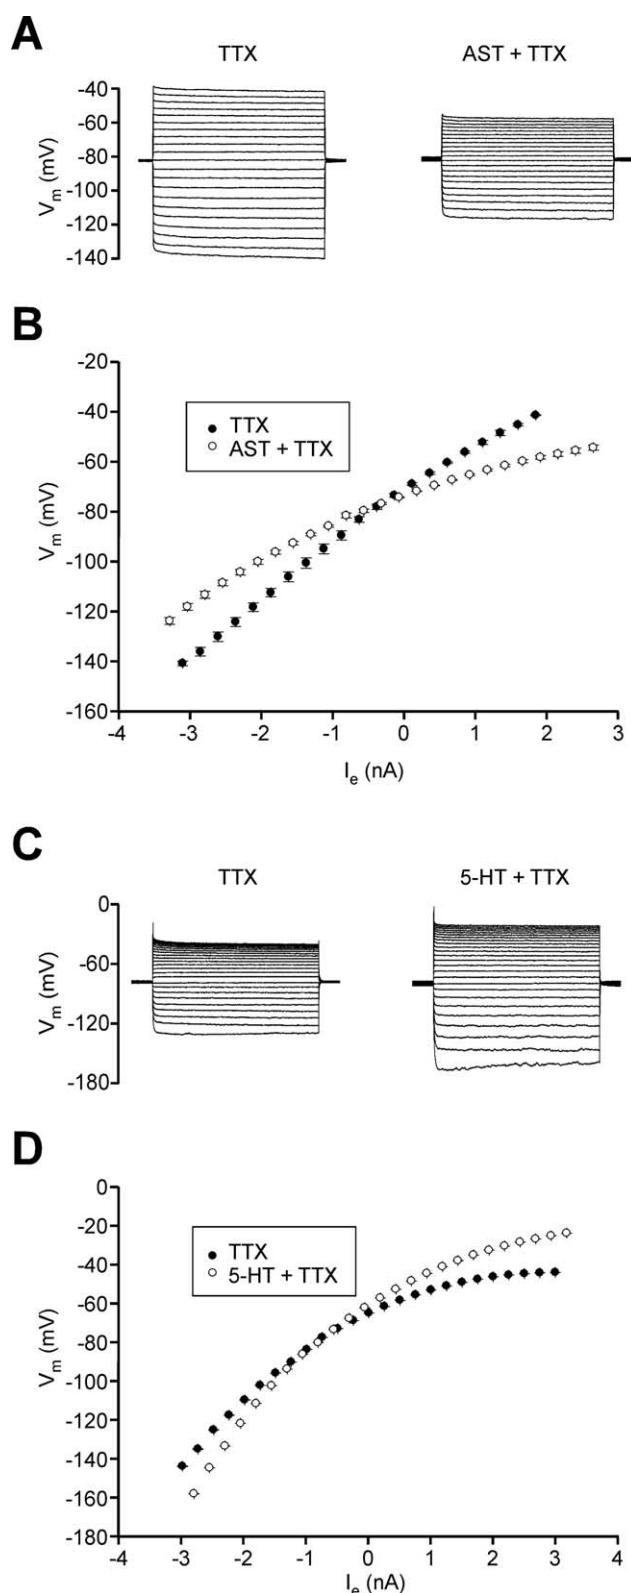 A
TTX
AST + TTX
-40
-60
-80
-100
-120
-140
Vm (mV)
B
-20
-40
-60
-80
-100
-120
-140
-160
Vm (mV)
TTX
AST + TTX
-4 -3 -2 -1 0 1 2 3
Ie (nA)
C
TTX
5-HT + TTX
0
-60
-120
-180
Vm (mV)
D
0
-20
-40
-60
-80
-100
-120
-140
-160
-180
Vm (mV)
TTX
5-HT + TTX
-4 -3 -2 -1 0 1 2 3 4
Ie (nA)